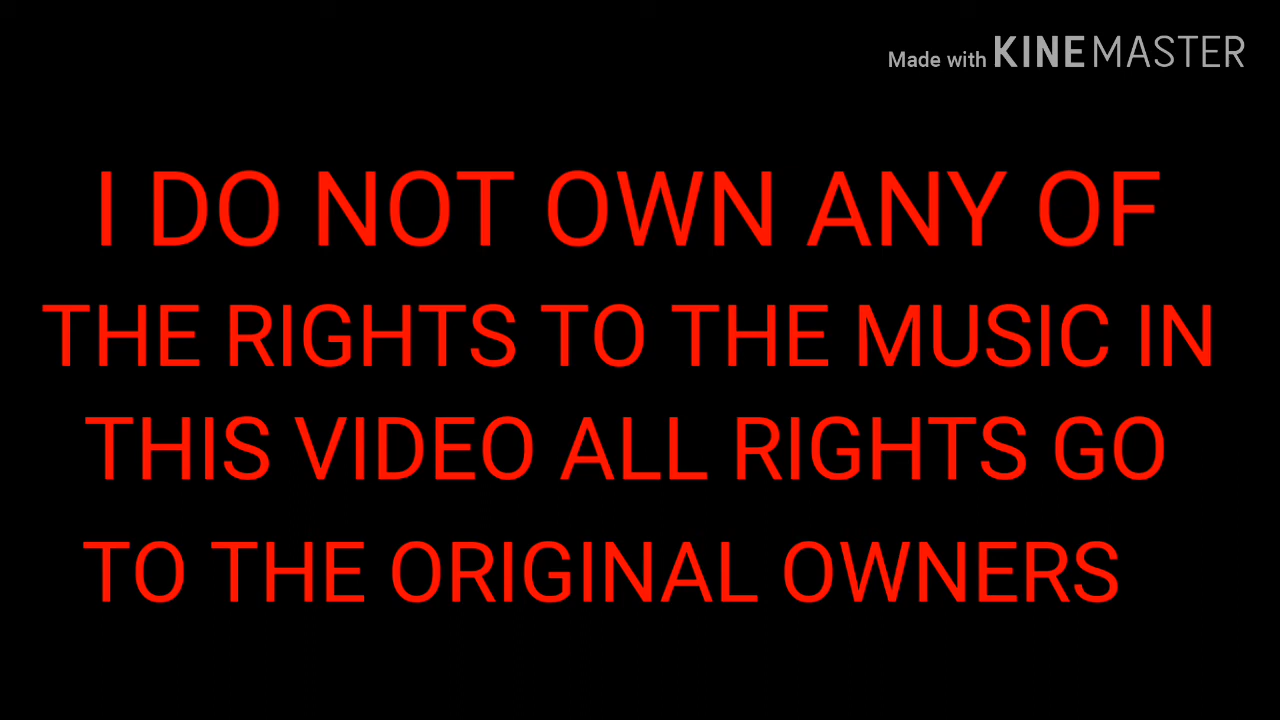 Made with KINEMASTER
I DO NOT OWN ANY OF
THE RIGHTS TO THE MUSIC IN
THIS VIDEO ALL RIGHTS GO
TO THE ORIGINAL OWNERS